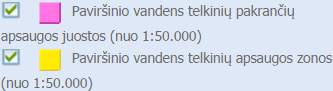 Paviršinio vandens telkinių pakrančių
apsaugos juostos (nuo 1:50.000)
Paviršinio vandens telkinių apsaugos zonos
(nuo 1:50.000)